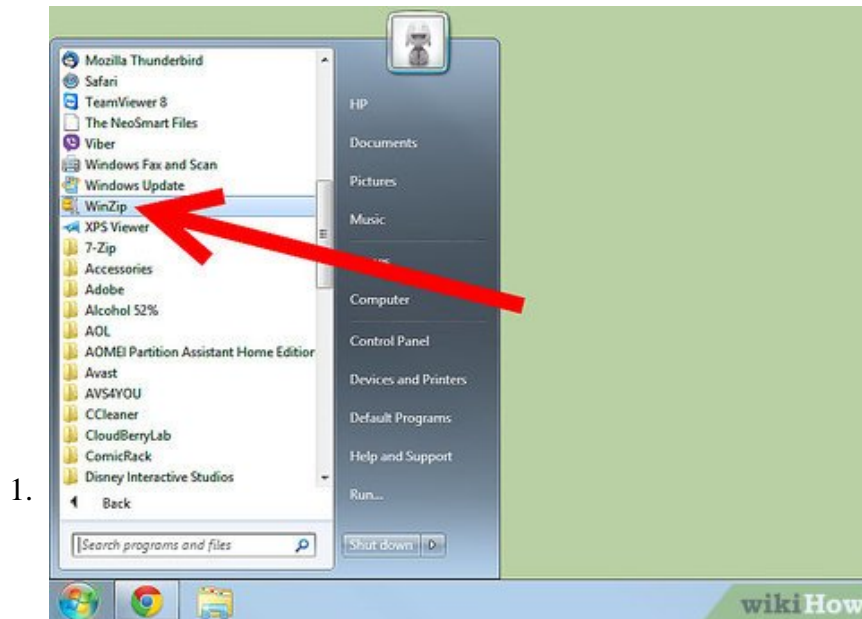 Mozilla Thunderbird
Safari
TeamViewer 8
The NeoSmart Files
Viber
Windows Fax and Scan
Windows Update
WinZip
XPS Viewer
7-Zip
Accessories
Adobe
Alcohol 52%
AOL
AOMEI Partition Assistant Home Edition
Avast
AVS4YOU
CCleaner
CloudBerryLab
ComicRack
Disney Interactive Studios
1.
Back
Search programs and files
HP
Documents
Pictures
Music
Computer
Control Panel
Devices and Printers
Default Programs
Help and Support
Run...
Shut down
wikiHow